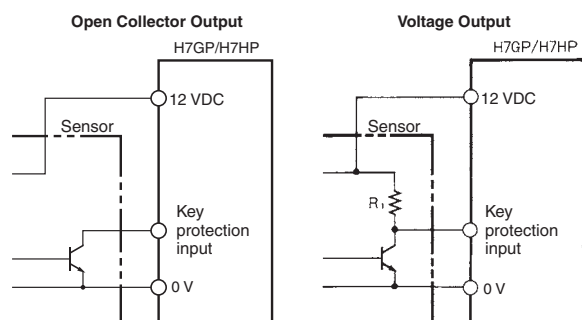 Open Collector Output
H7GP/H7HP
12 VDC
Sensor
Key
protection
input
0 V
Voltage Output
H7GP/H7HP
12 VDC
Sensor
R₁
Key
protection
input
0 V